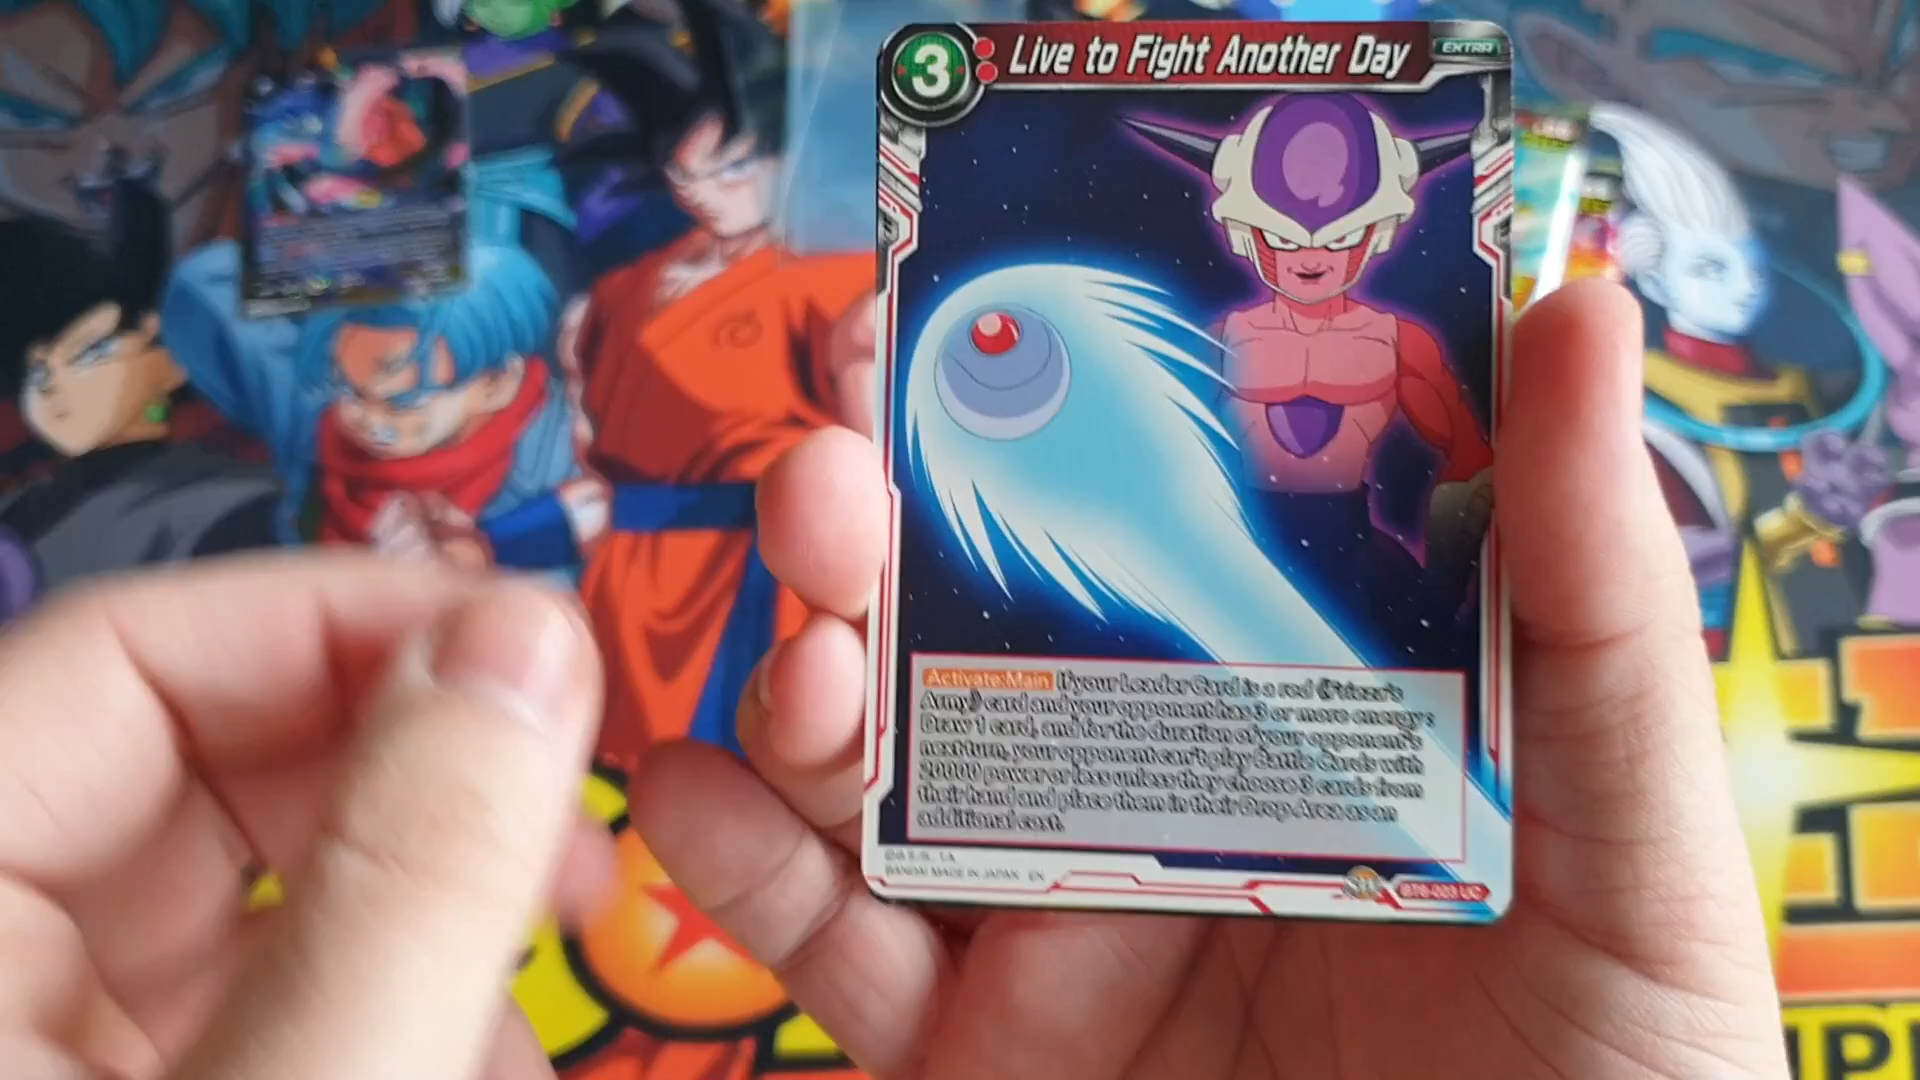 3 Live to Fight Another Day EXTRA
Activate:Main If your Leader Card is a red 《Frieza's
Army》 card and your opponent has 3 or more energy:
Draw 1 card, and for the duration of your opponent's
next turn, your opponent can't play Battle Cards with
20000 power or less unless they choose 3 cards from
their hand and place them in their Drop Area as an
additional cost.
BANDAI MADE IN JAPAN EN
UC